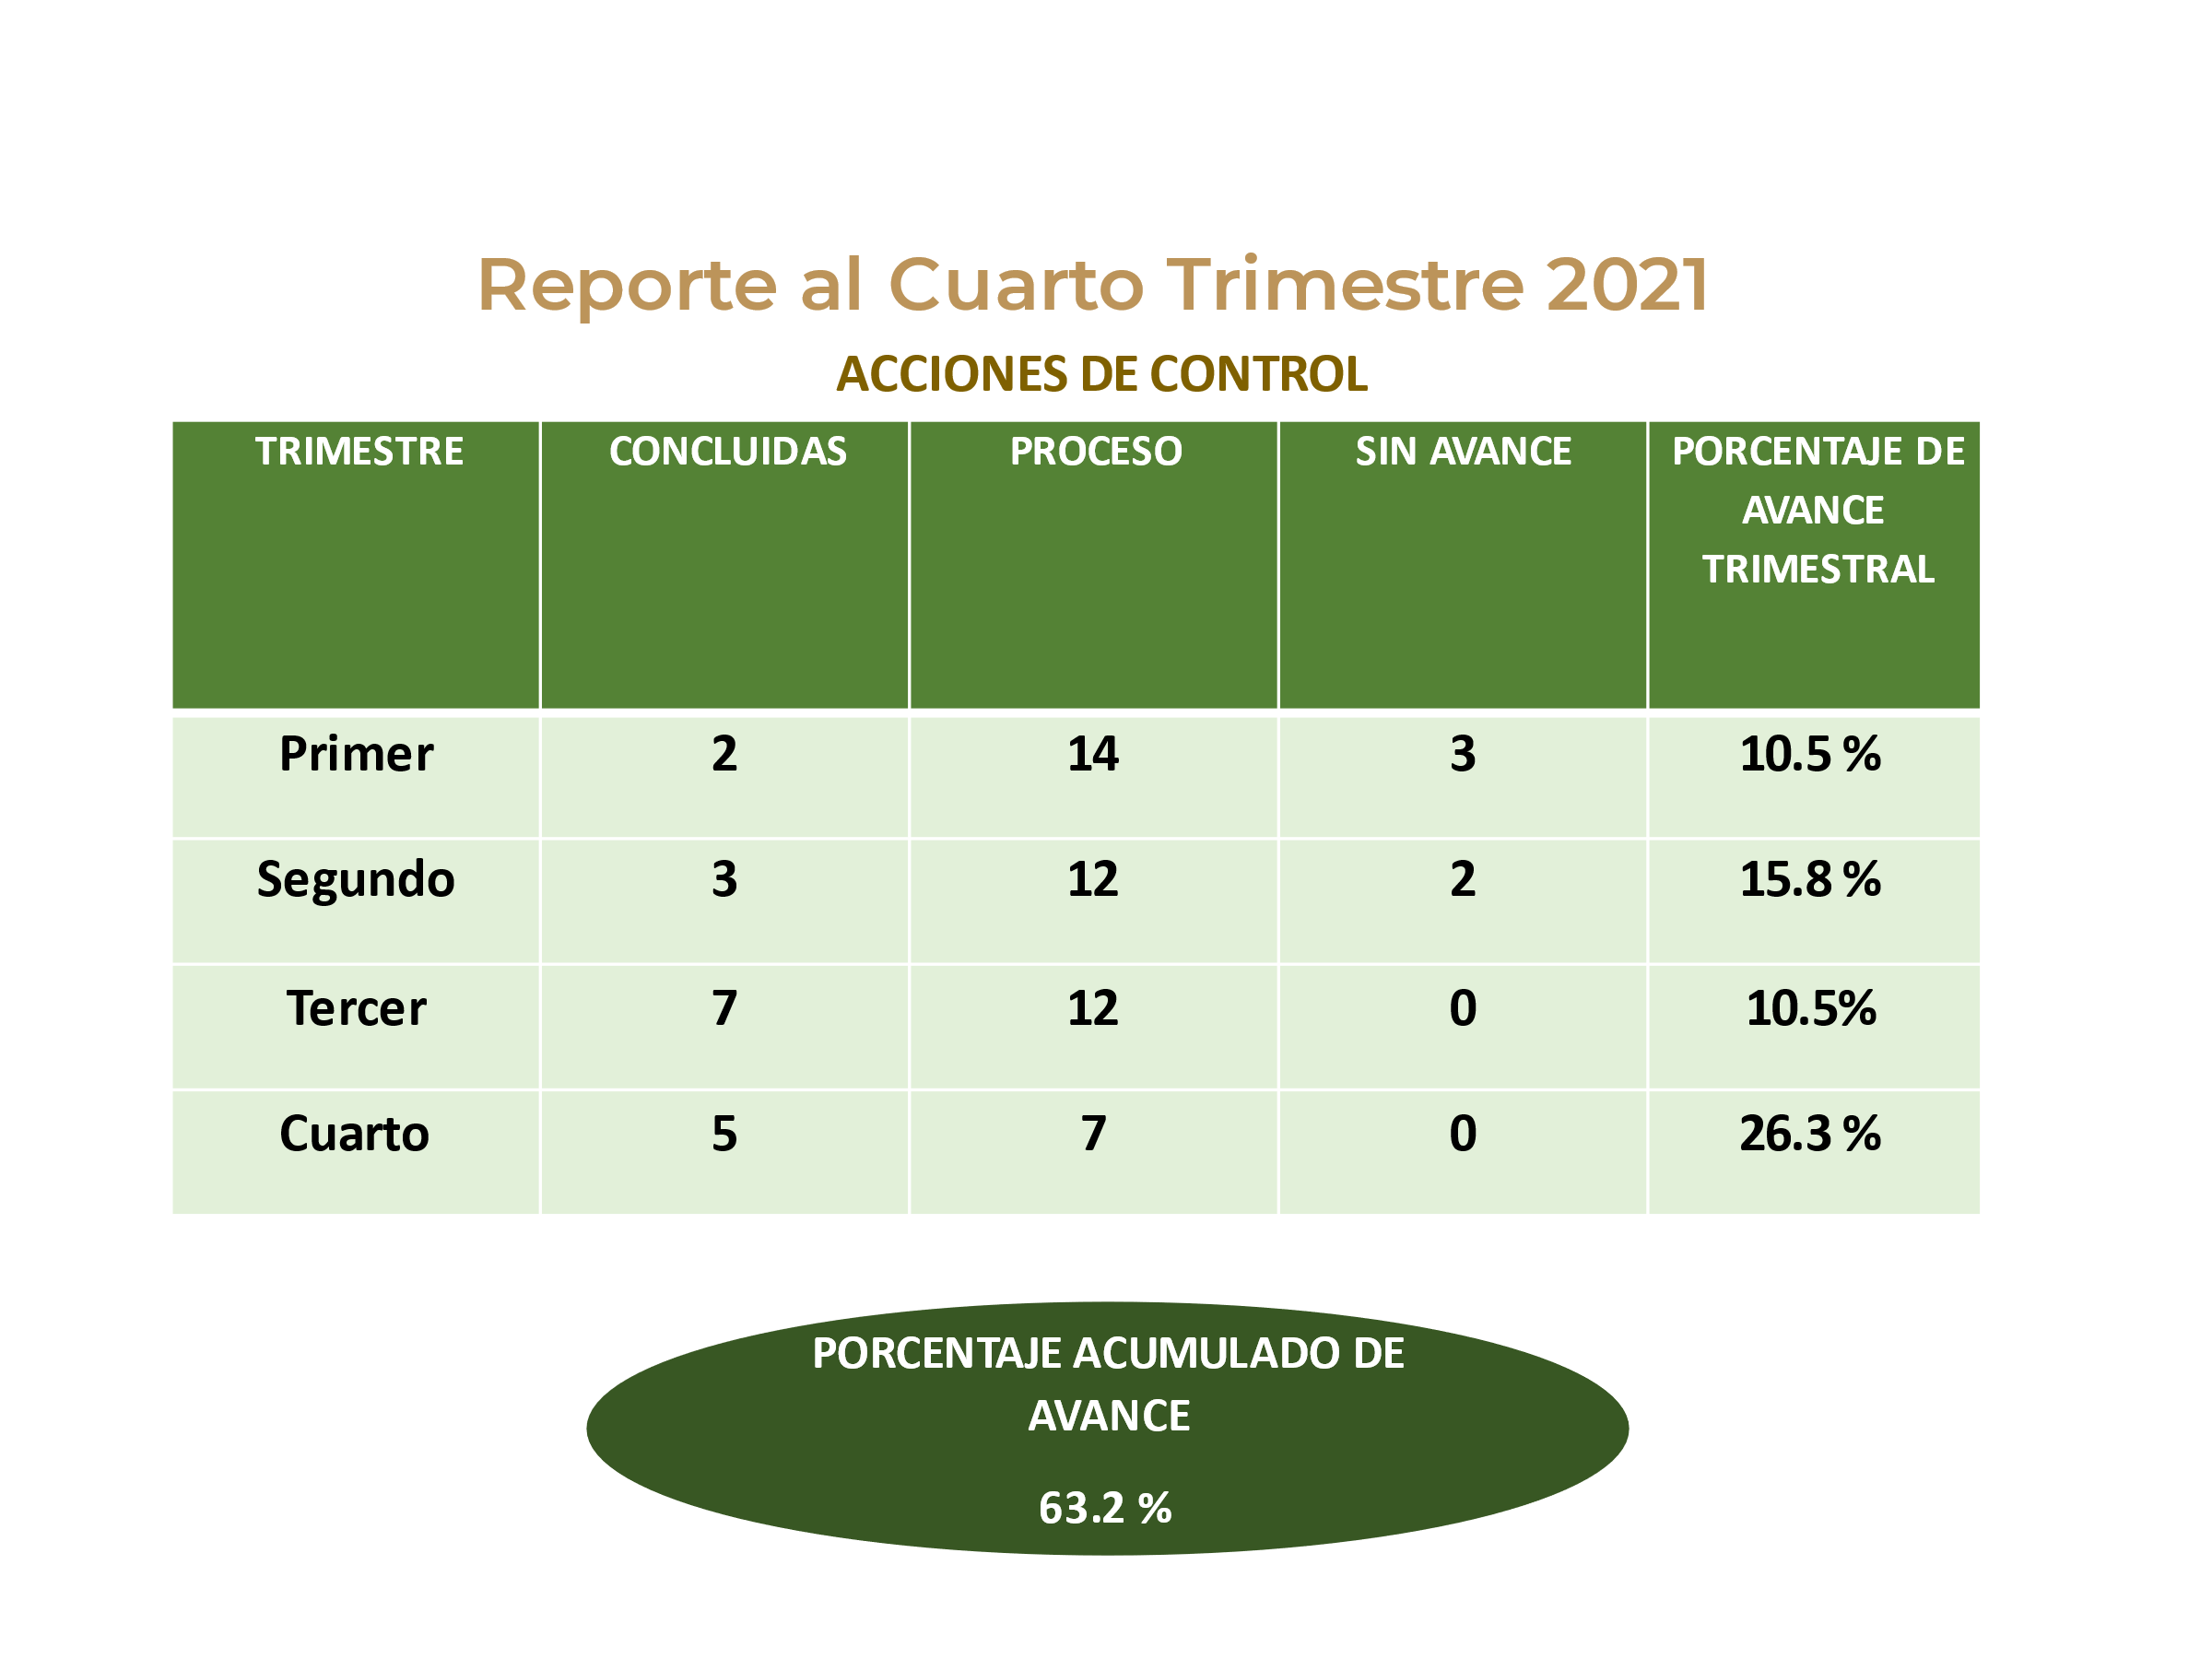 Reporte al Cuarto Trimestre 2021
ACCIONES DE CONTROL
TRIMESTRE CONCLUIDAS PROCESO SIN AVANCE PORCENTAJE DE
AVANCE
TRIMESTRAL
Primer 2 14 3 10.5 %
Segundo 3 12 2 15.8 %
Tercer 7 12 0 10.5%
Cuarto 5 7 0 26.3 %
PORCENTAJE ACUMULADO DE
AVANCE
63.2 %